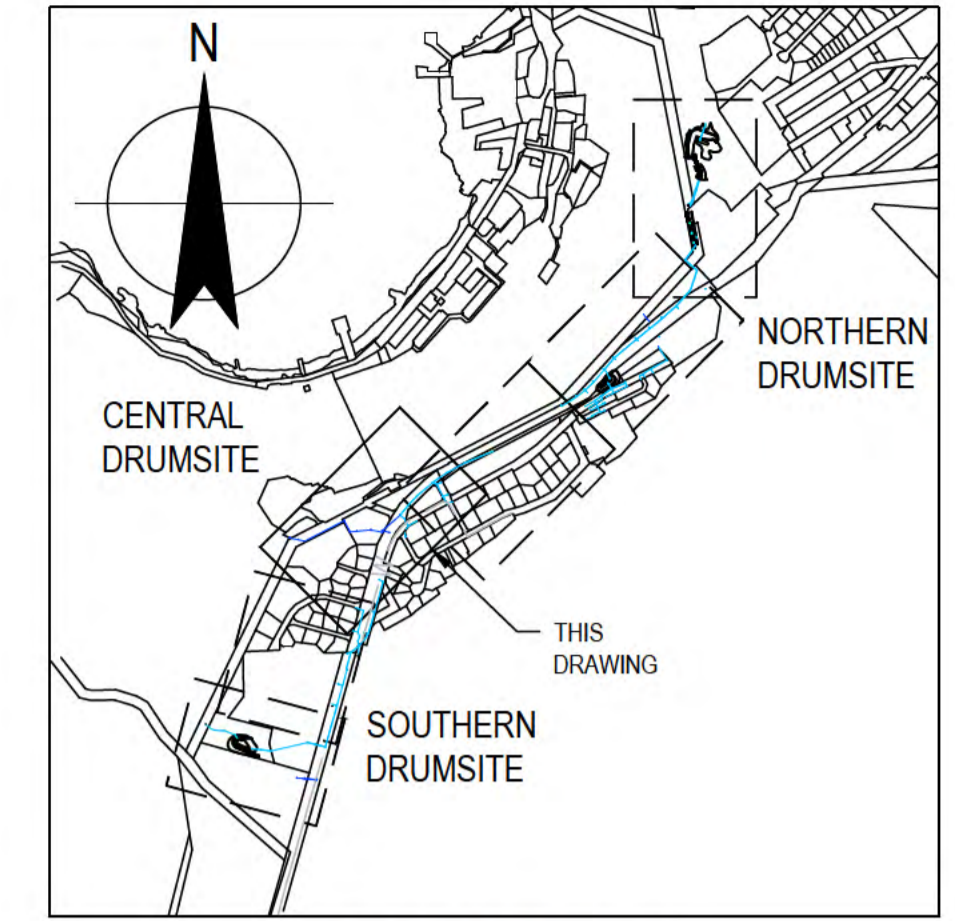 N
NORTHERN
DRUMSITE
CENTRAL
DRUMSITE
THIS
DRAWING
SOUTHERN
DRUMSITE